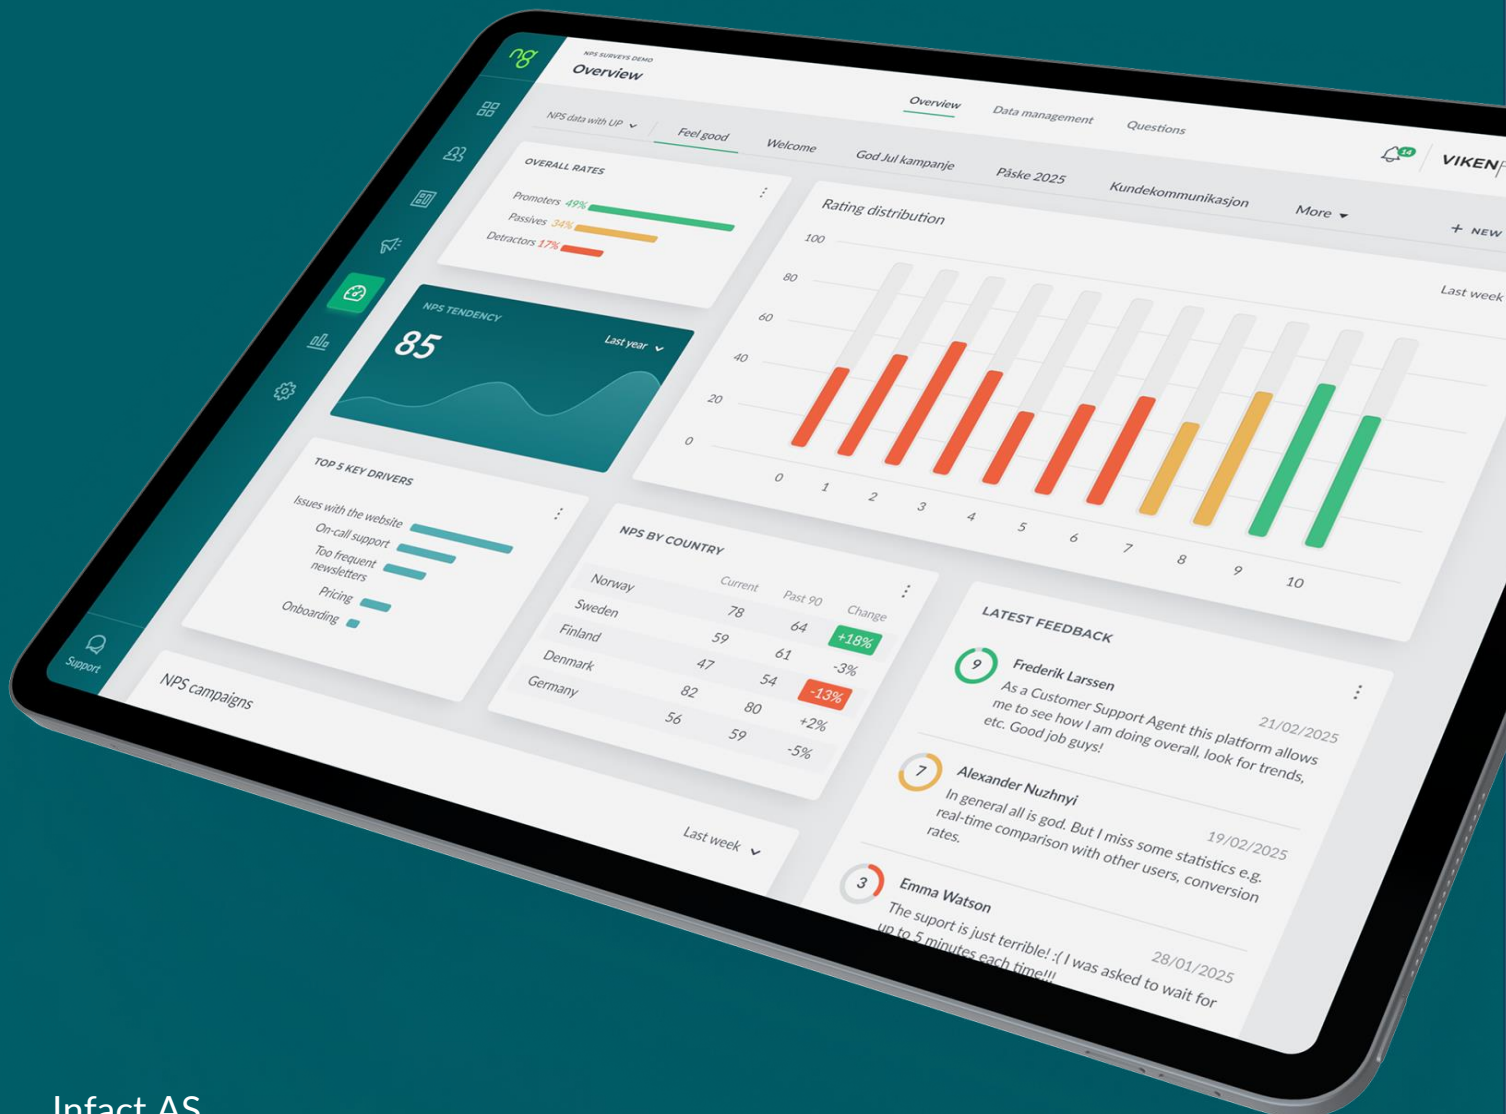 ng
NPS SURVEYS DEMO
Overview
Overview
Data management
Questions
14
VIKEN
NPS data with UP
Feel good
Welcome
God Jul kampanje
Påske 2025
Kundekommunikasjon
More
+ NEW
OVERALL RATES
Promoters 49%
Passives 34%
Detractors 17%
NPS TENDENCY
Last year
85
Rating distribution
Last week
100
80
60
40
20
0
0 1 2 3 4 5 6 7 8 9 10
TOP 5 KEY DRIVERS
Issues with the website
On-call support
Too frequent
newsletters
Pricing
Onboarding
NPS BY COUNTRY
Current Past 90 Change
Norway 78 64 +18%
Sweden 59 61 -3%
Finland 47 54 -13%
Denmark 82 80 +2%
Germany 56 59 -5%
LATEST FEEDBACK
9 Frederik Larssen
21/02/2025
As a Customer Support Agent this platform allows
me to see how I am doing overall, look for trends,
etc. Good job guys!
7 Alexander Nuzhnyi
19/02/2025
In general all is god. But I miss some statistics e.g.
real-time comparison with other users, conversion
rates.
3 Emma Watson
28/01/2025
The suport is just terrible! :( I was asked to wait for
up to 5 minutes each time!!!
Support
NPS campaigns
Last week
Infact AS